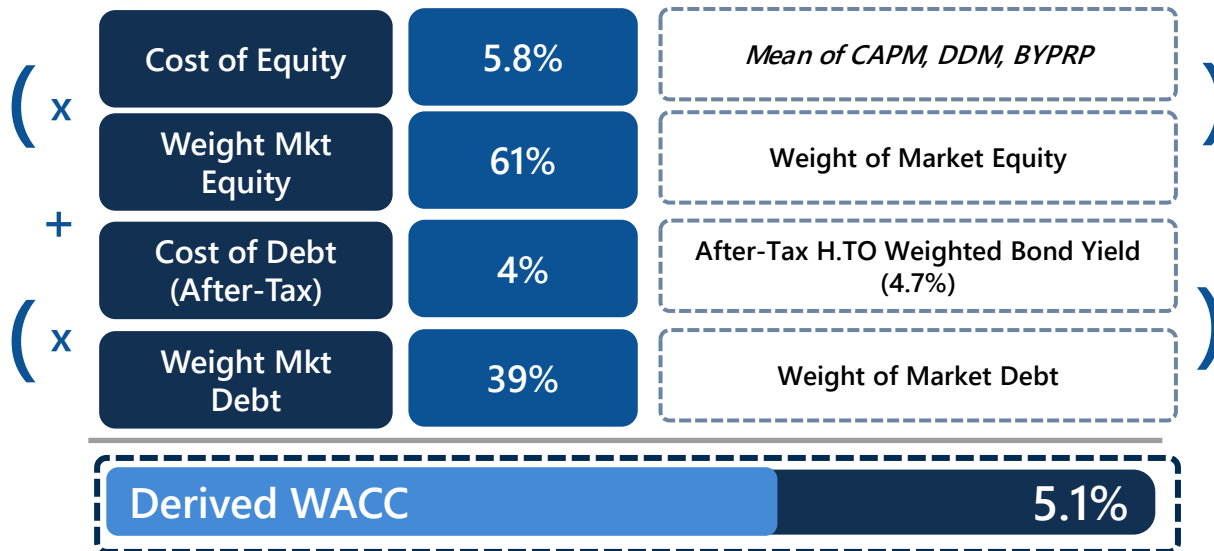 Cost of Equity
5.8%
Mean of CAPM, DDM, BYPRP
( x )
Weight Mkt
Equity
61%
Weight of Market Equity
+
Cost of Debt
(After-Tax)
4%
After-Tax H.TO Weighted Bond Yield
(4.7%)
( x )
Weight Mkt
Debt
39%
Weight of Market Debt
Derived WACC
5.1%